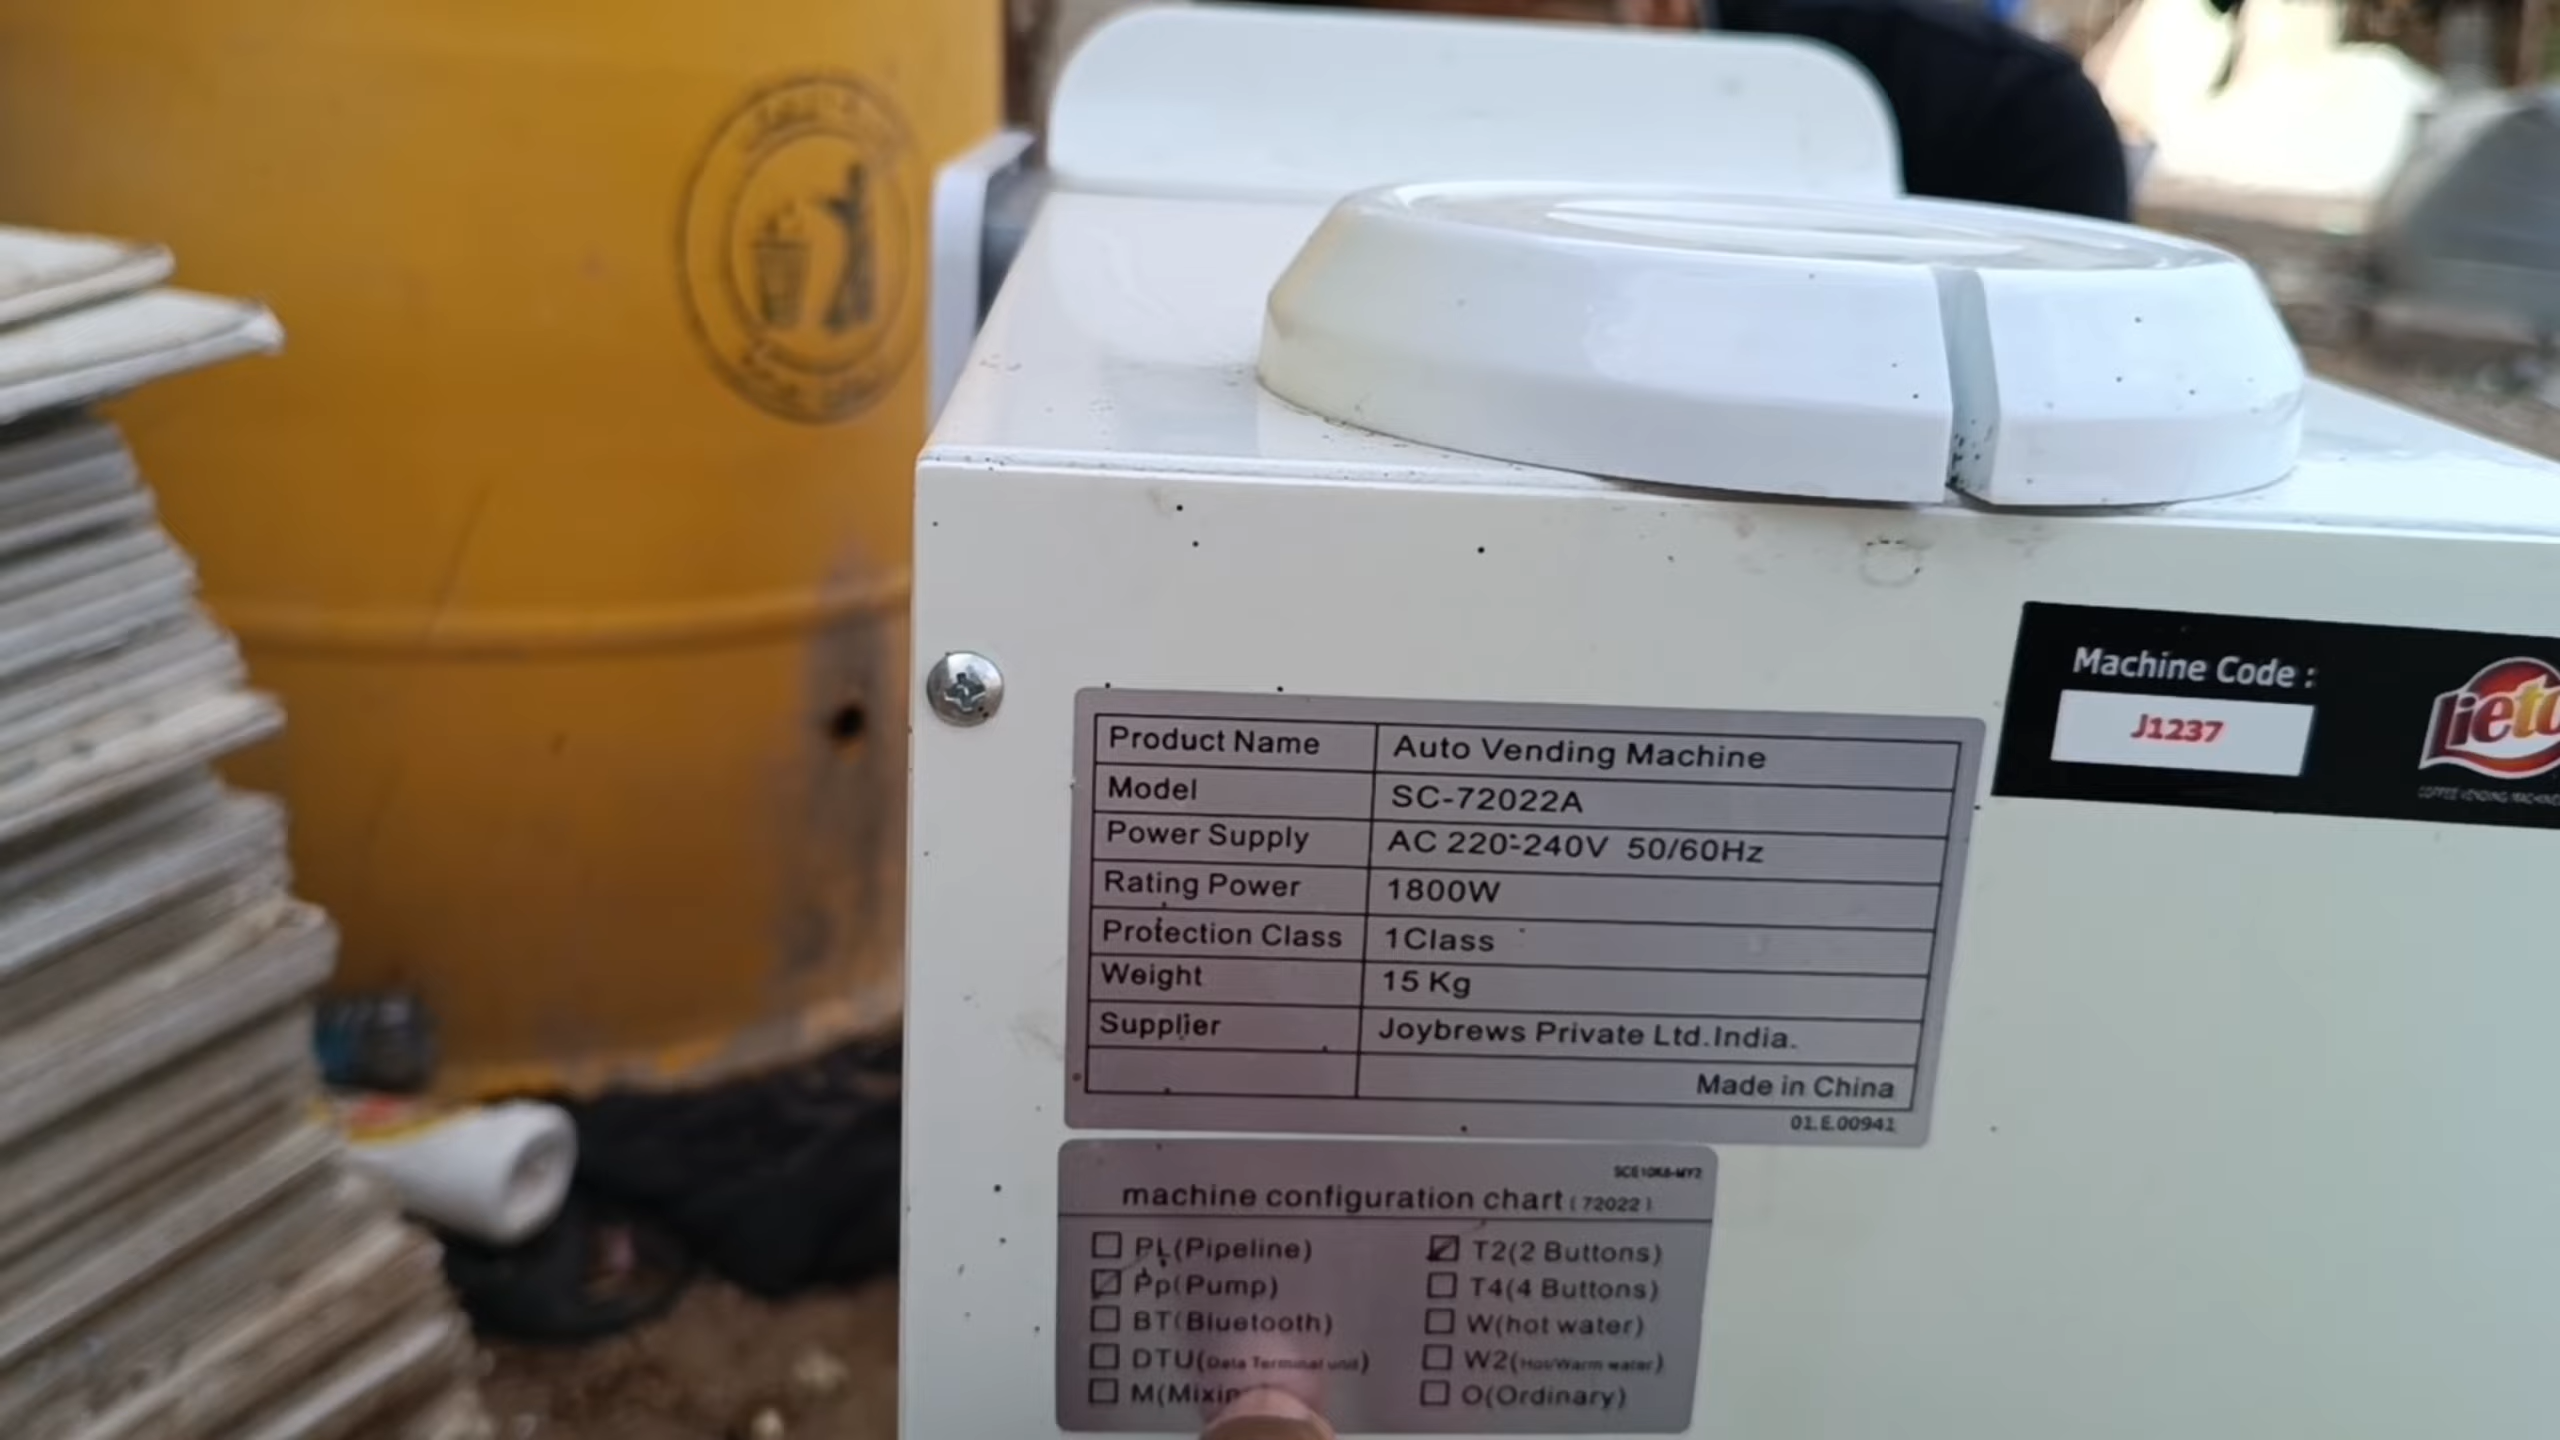 Machine Code :
J1237
Product Name Auto Vending Machine
Model SC-72022A
Power Supply AC 220-240V 50/60Hz
Rating Power 1800W
Protection Class 1Class
Weight 15 Kg
Supplier Joybrews Private Ltd.India.
Made in China
01.E.00941
machine configuration chart (72022)
PL(Pipeline) T2(2 Buttons)
Pp(Pump) T4(4 Buttons)
BT(Bluetooth) W(hot water)
DTU(Data Terminal unit) W2(Hot/Warm water)
O(Ordinary)